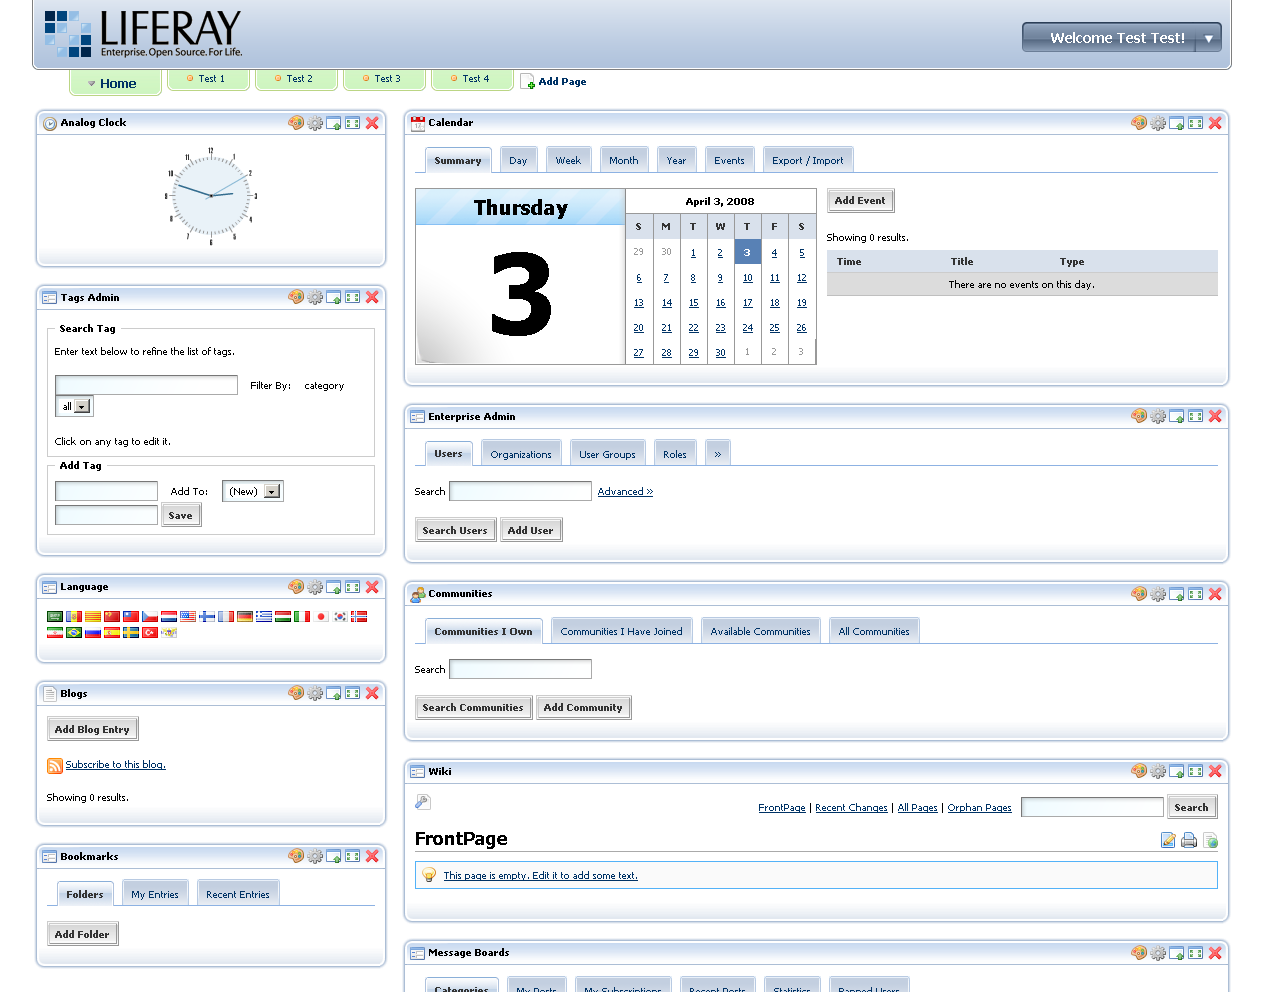 LIFERAY
Enterprise. Open Source. For Life.
Welcome Test Test!
Home
Test 1
Test 2
Test 3
Test 4
Add Page
Analog Clock
12
1
2
3
4
5
6
7
8
9
10
11
Tags Admin
Search Tag
Enter text below to refine the list of tags.
Filter By: category
all
Click on any tag to edit it.
Add Tag
Add To: (New)
Save
Language
Blogs
Add Blog Entry
Subscribe to this blog.
Showing 0 results.
Bookmarks
Folders My Entries Recent Entries
Add Folder
Calendar
Summary Day Week Month Year Events Export / Import
Thursday
3
April 3, 2008
S M T W T F S
29 30 1 2 3 4 5
6 7 8 9 10 11 12
13 14 15 16 17 18 19
20 21 22 23 24 25 26
27 28 29 30 1 2 3
Add Event
Showing 0 results.
Time Title Type
There are no events on this day.
Enterprise Admin
Users Organizations User Groups Roles »
Search Advanced »
Search Users Add User
Communities
Communities I Own Communities I Have Joined Available Communities All Communities
Search
Search Communities Add Community
Wiki
FrontPage | Recent Changes | All Pages | Orphan Pages Search
FrontPage
This page is empty. Edit it to add some text.
Message Boards
Categories My Posts My Subscriptions Recent Posts Statistics Banned Users